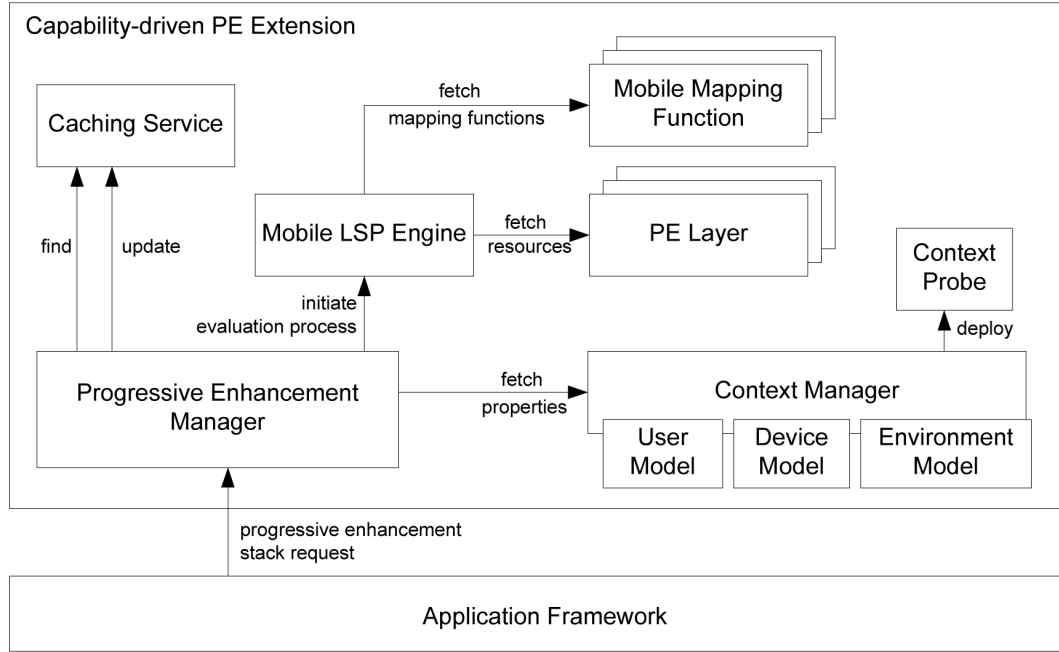 Capability-driven PE Extension
Caching Service
fetch
mapping functions
Mobile Mapping
Function
find
update
Mobile LSP Engine
fetch
resources
PE Layer
Context
Probe
initiate
evaluation process
deploy
Progressive Enhancement
Manager
fetch
properties
Context Manager
User
Model
Device
Model
Environment
Model
progressive enhancement
stack request
Application Framework